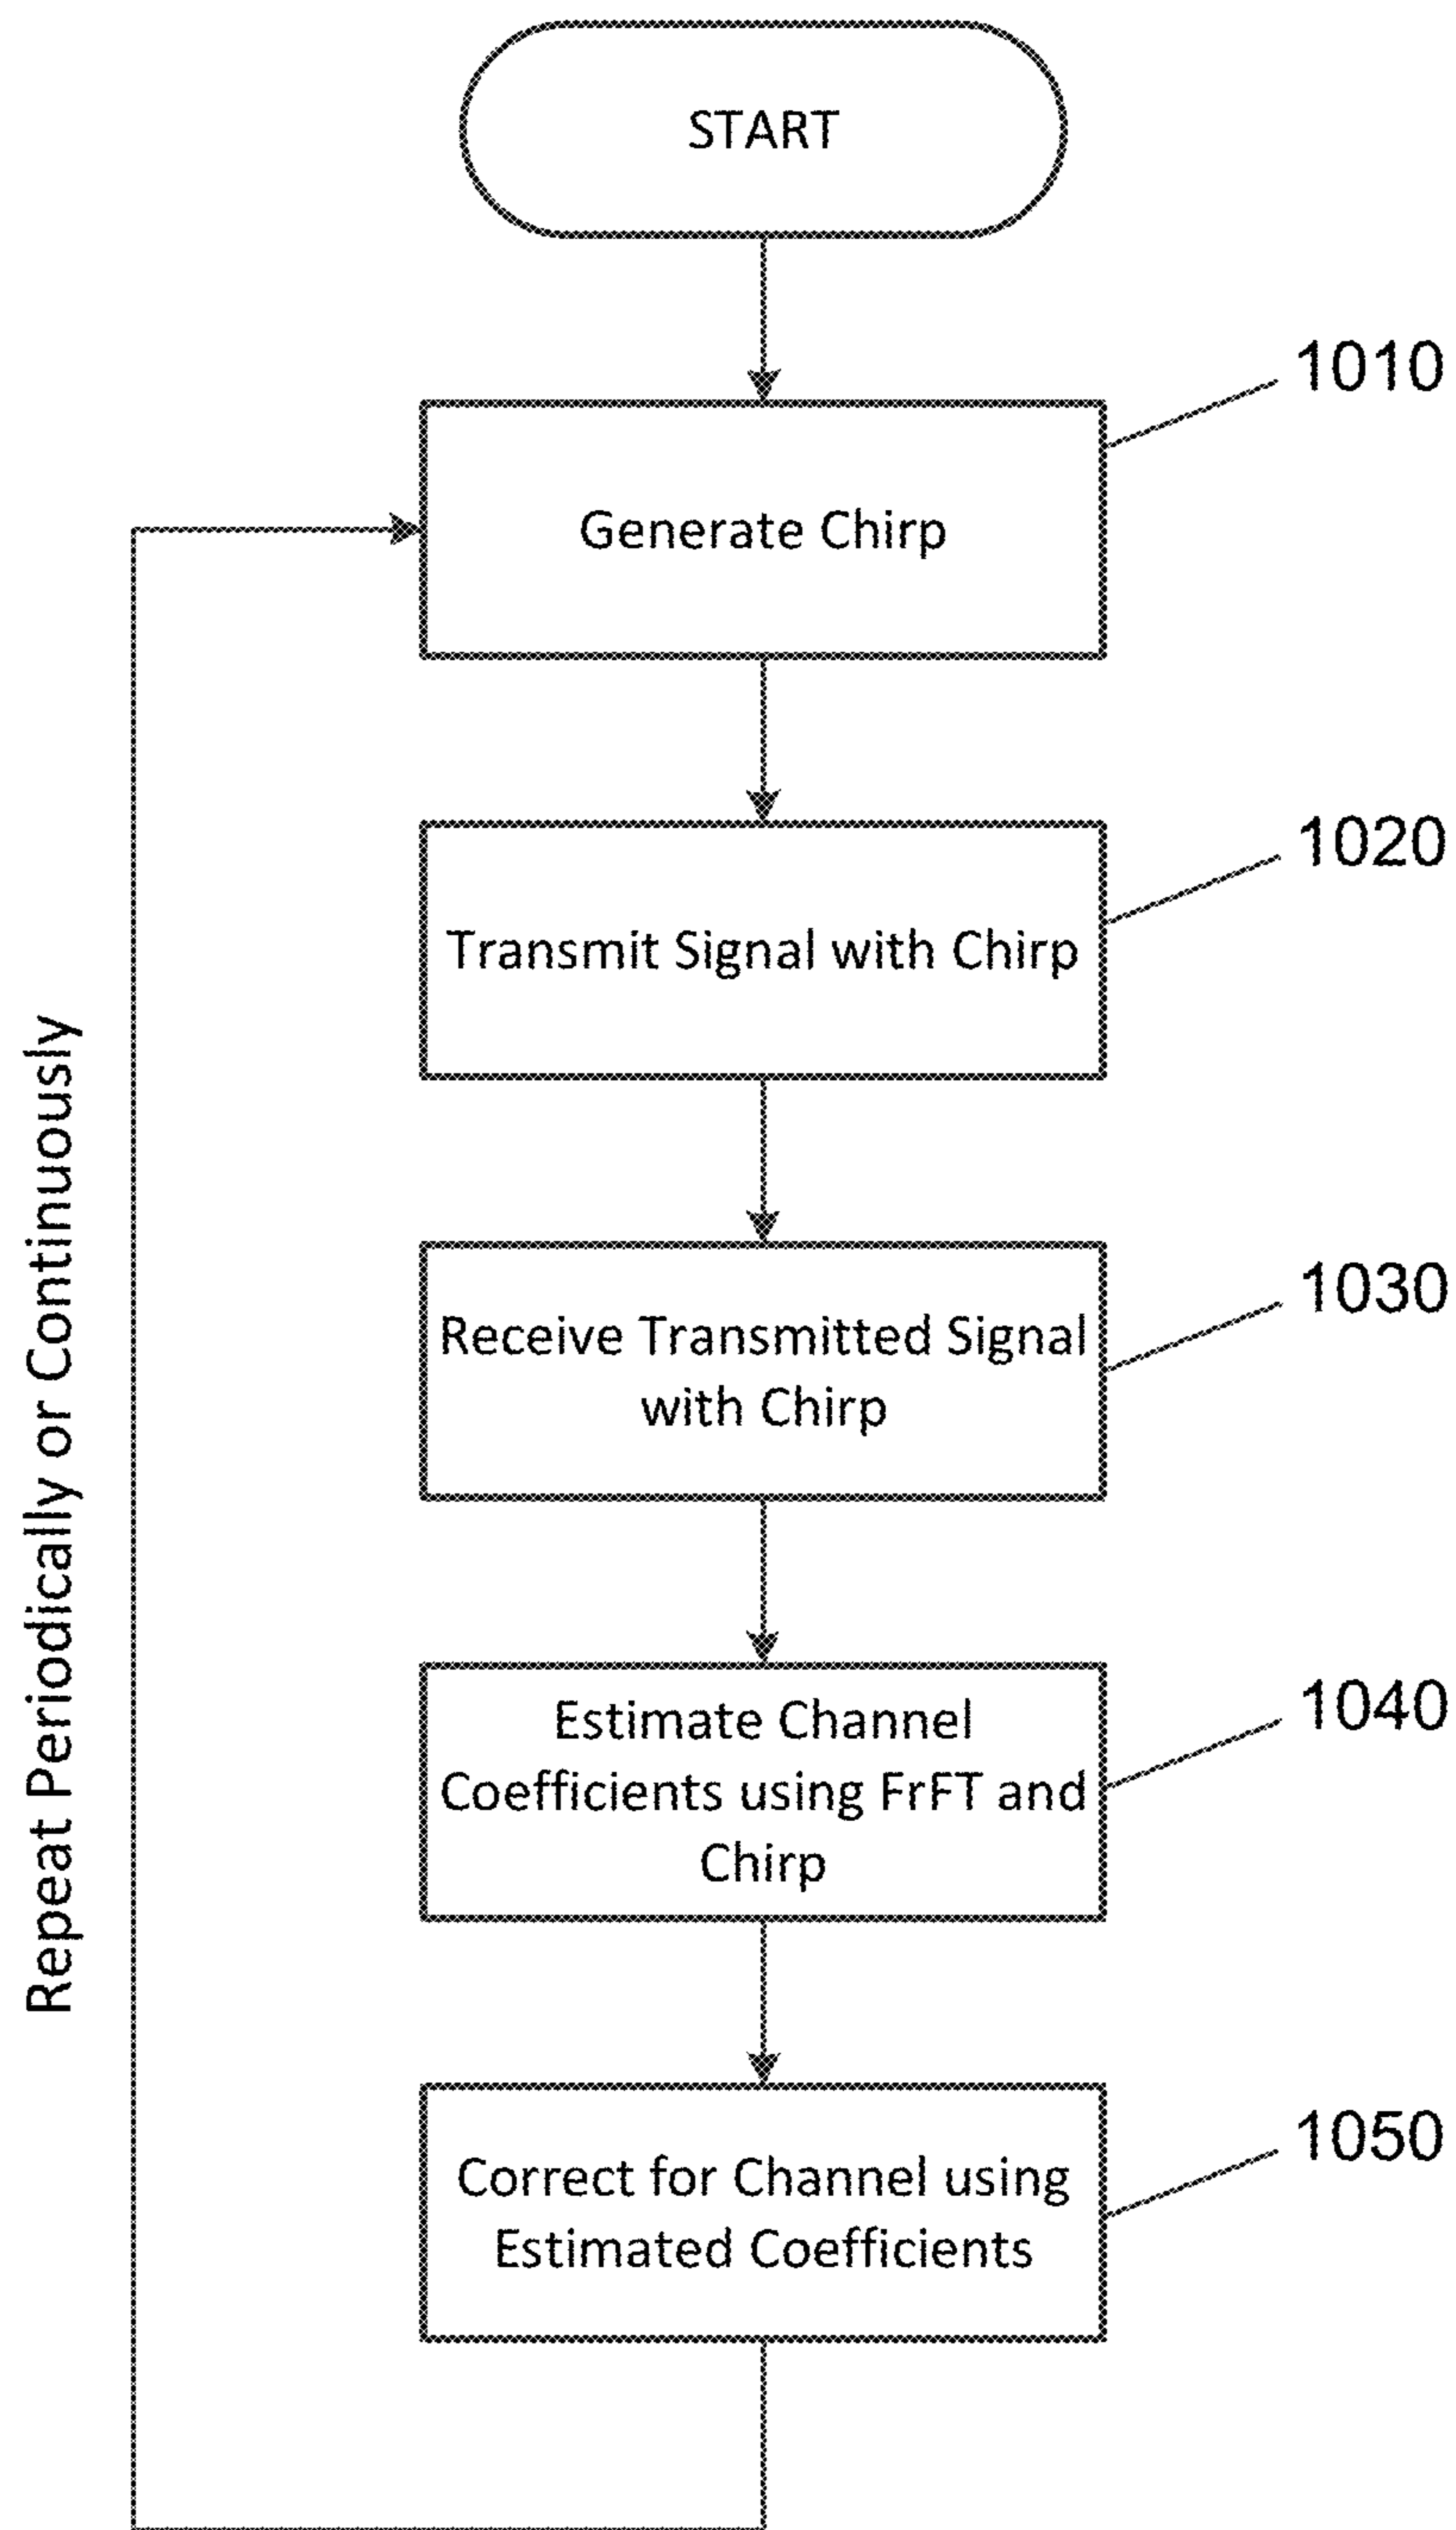 START
1010
Generate Chirp
1020
Transmit Signal with Chirp
1030
Receive Transmitted Signal
with Chirp
1040
Estimate Channel
Coefficients using FrFT and
Chirp
1050
Correct for Channel using
Estimated Coefficients
Repeat Periodically or Continuously